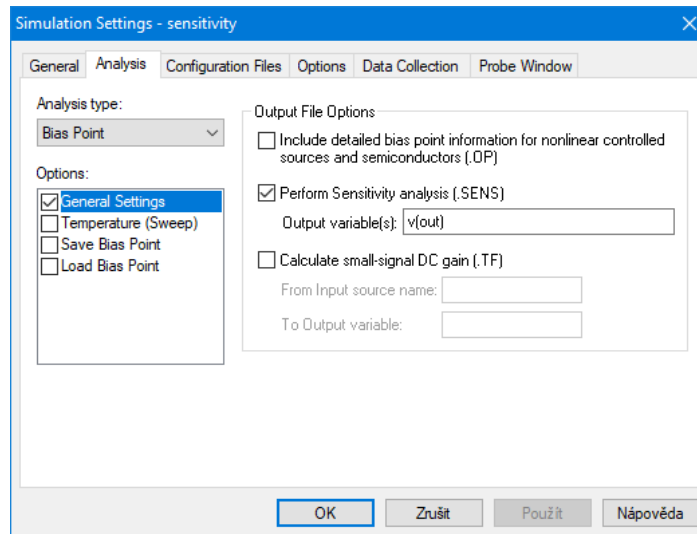 Simulation Settings - sensitivity
General Analysis Configuration Files Options Data Collection Probe Window
Analysis type:
Bias Point
Options:
General Settings
Temperature (Sweep)
Save Bias Point
Load Bias Point
Output File Options
Include detailed bias point information for nonlinear controlled
sources and semiconductors (.OP)
Perform Sensitivity analysis (.SENS)
Output variable(s): v(out)
Calculate small-signal DC gain (.TF)
From Input source name:
To Output variable:
OK Zrušit Použít Nápověda